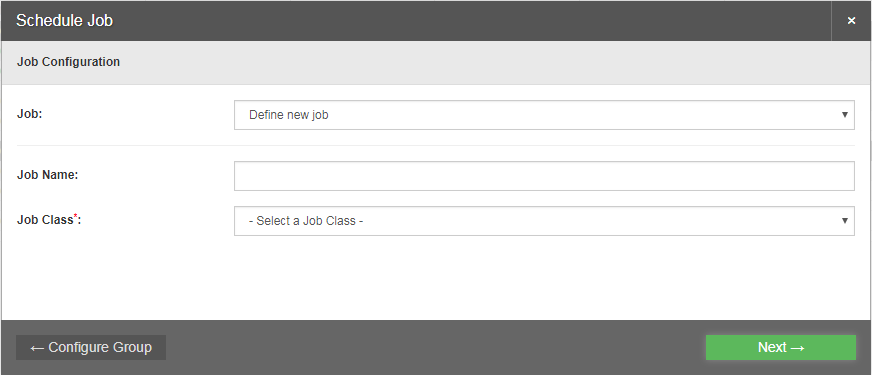 Schedule Job ×
Job Configuration
Job: Define new job
Job Name:
Job Class*: - Select a Job Class -
← Configure Group Next →